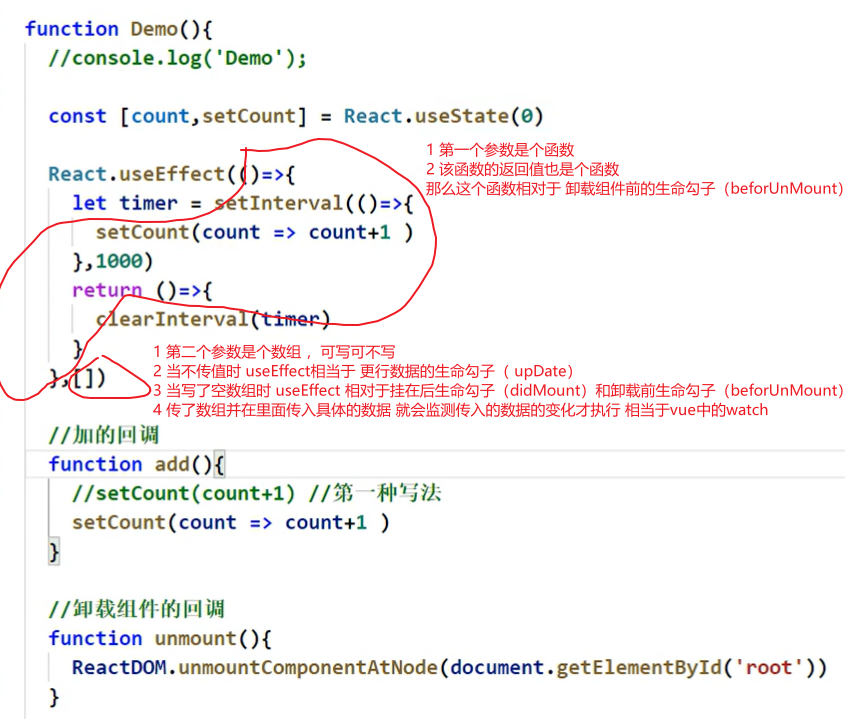 function Demo(){
//console.log('Demo');
const [count,setCount] = React.useState(0)
1 第一个参数是个函数
React.useEffect(()=>{
2 该函数的返回值也是个函数
那么这个函数相对于 卸载组件前的生命勾子（beforUnMount）
let timer = setInterval(()=>{
setCount(count => count+1 )
},1000)
return ()=>{
clearInterval(timer)
}
1 第二个参数是个数组 ，可写可不写
2 当不传值时 useEffect相当于 更行数据的生命勾子（ upDate）
},[])
3 当写了空数组时 useEffect 相对于挂在后生命勾子（didMount）和卸载前生命勾子（beforUnMount）
4 传了数组并在里面传入具体的数据 就会监测传入的数据的变化才执行 相当于vue中的watch
//加的回调
function add(){
//setCount(count+1) //第一种写法
setCount(count => count+1 )
}
//卸载组件的回调
function unmount(){
ReactDOM.unmountComponentAtNode(document.getElementById('root'))
}